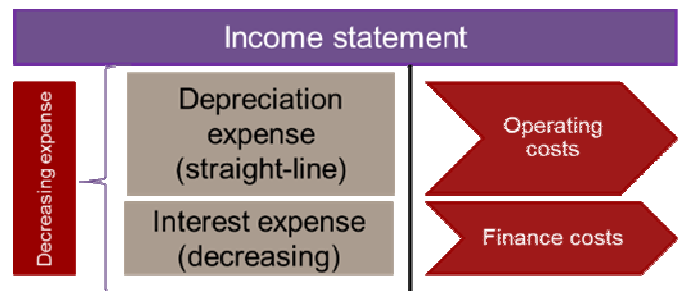 Income statement
Decreasing expense
Depreciation
expense
(straight-line)
Operating
costs
Interest expense
(decreasing)
Finance costs